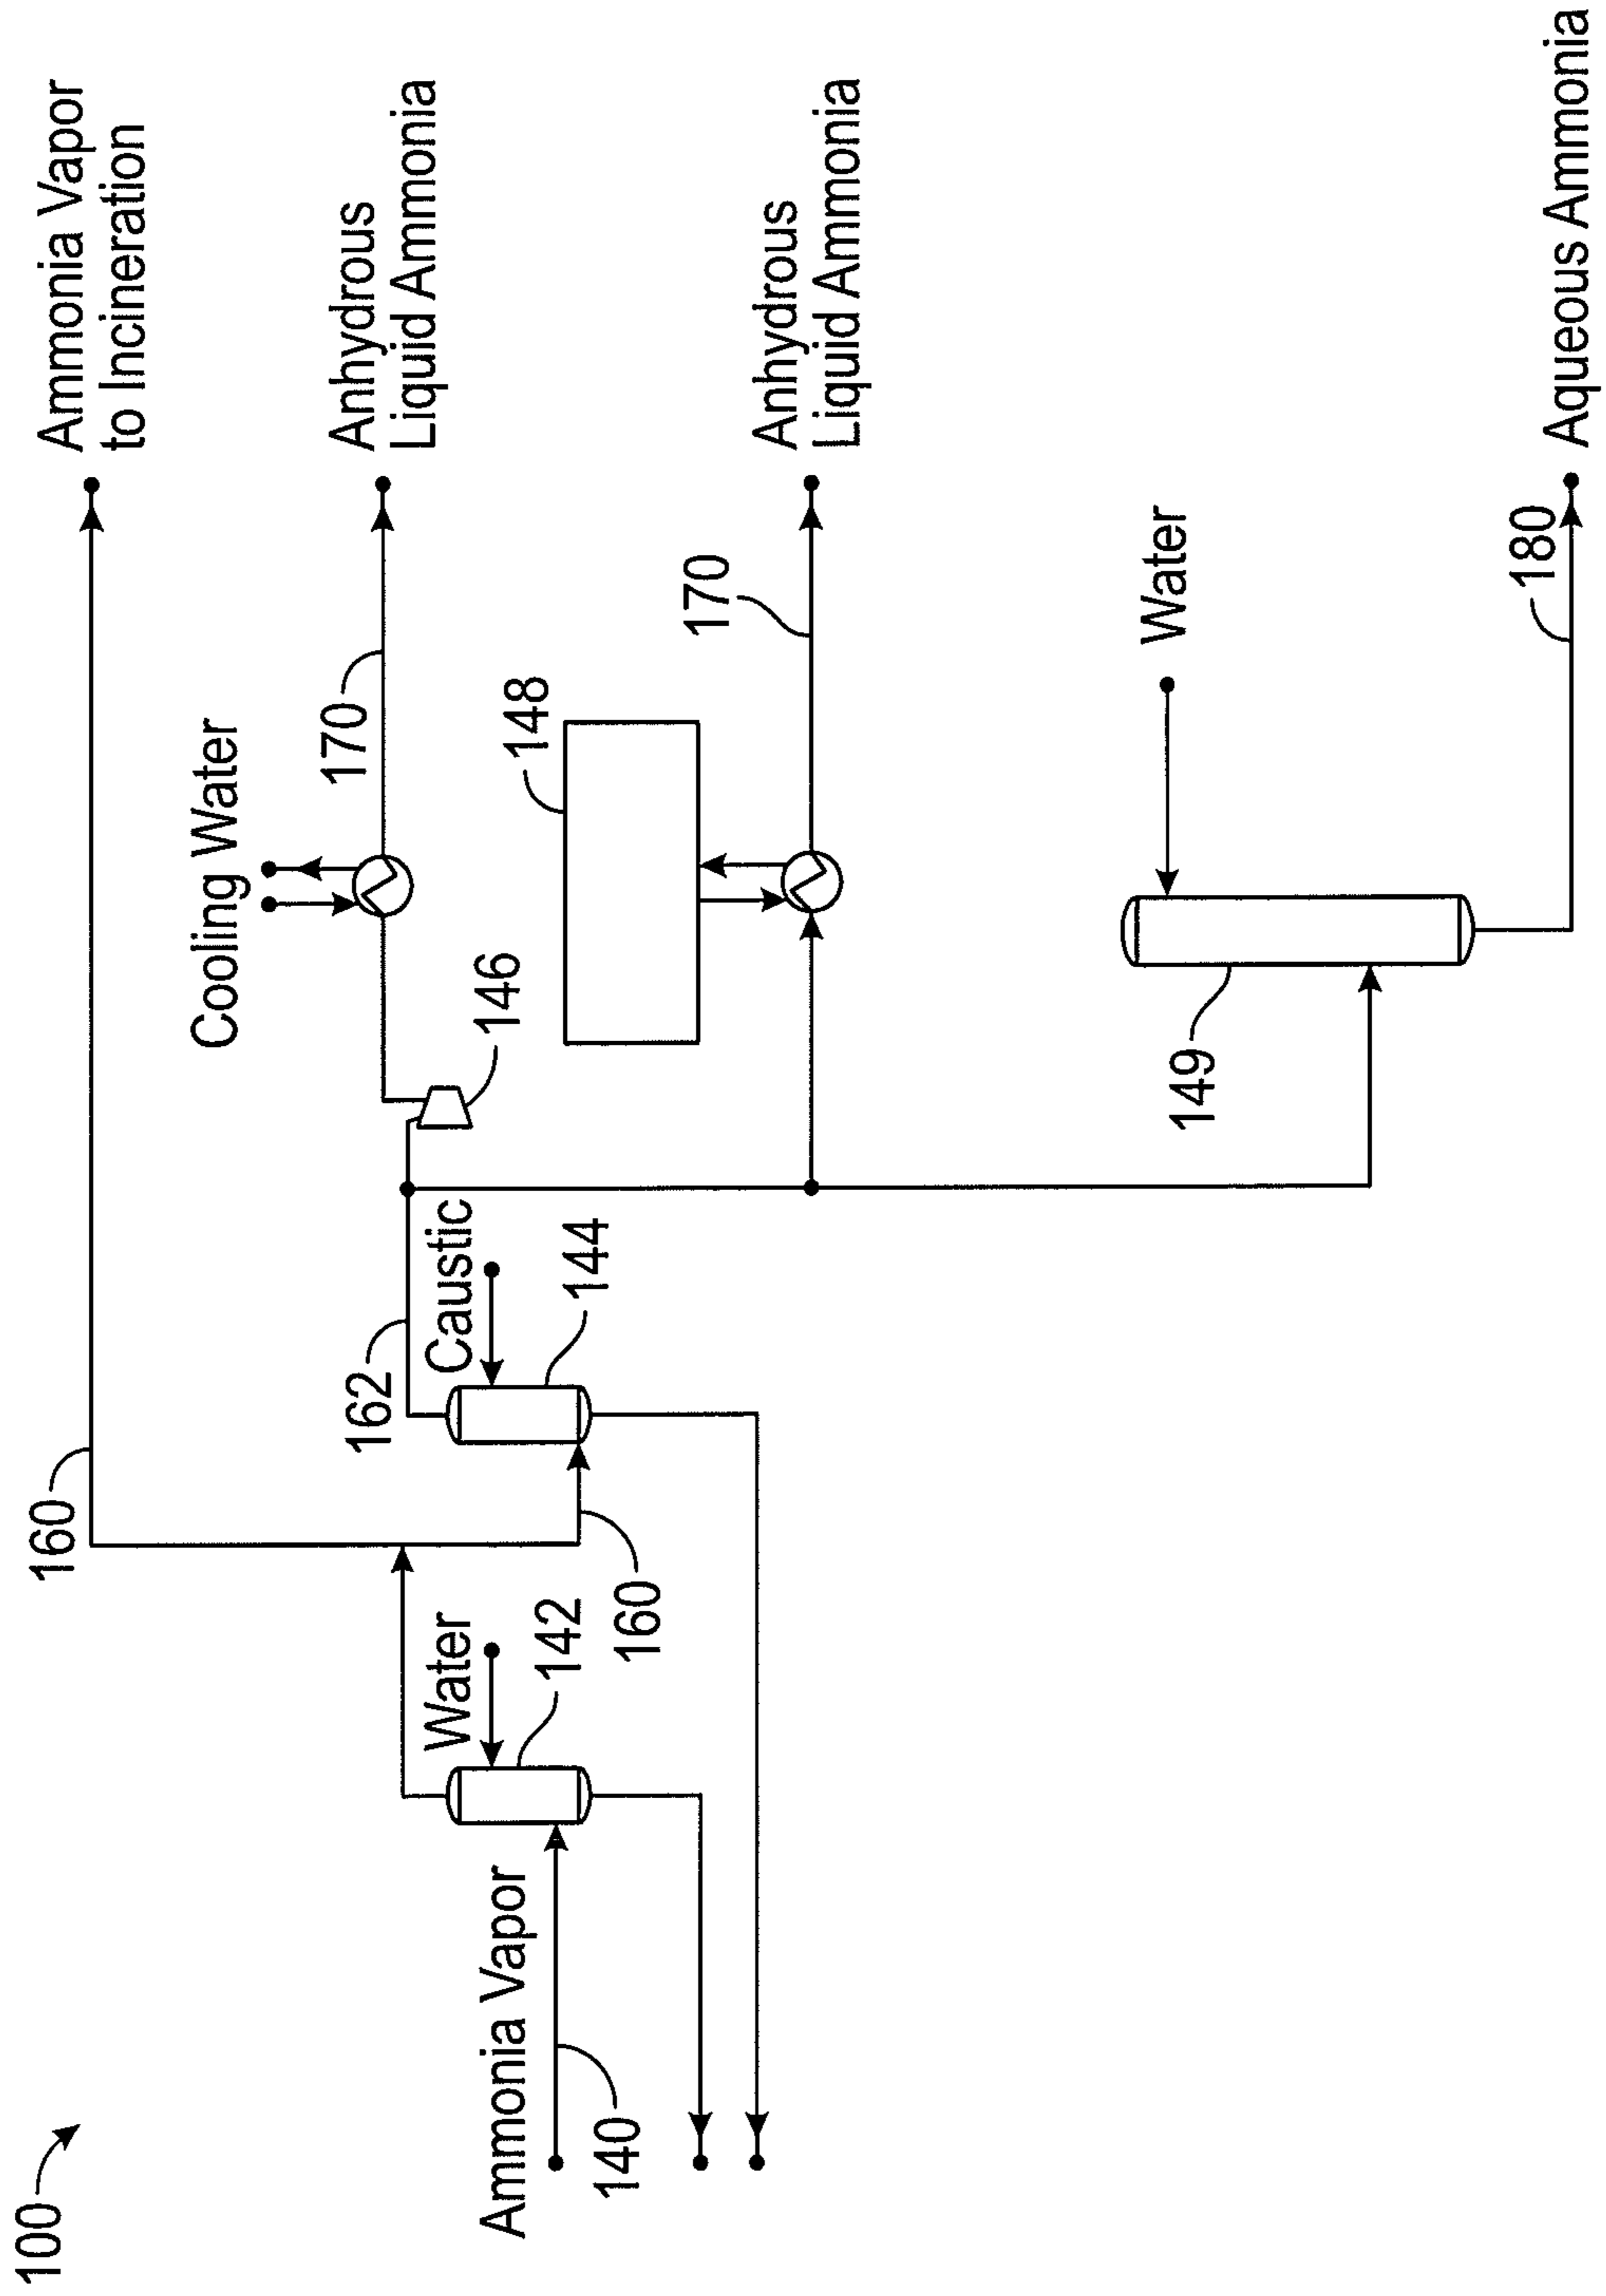 100
160
Ammonia Vapor
to Incineration
Cooling Water
170
Anhydrous
Liquid Ammonia
162
Caustic
144
146
Water
142
160
148
170
Anhydrous
Liquid Ammonia
Ammonia Vapor
140
149
Water
180
Aqueous Ammonia